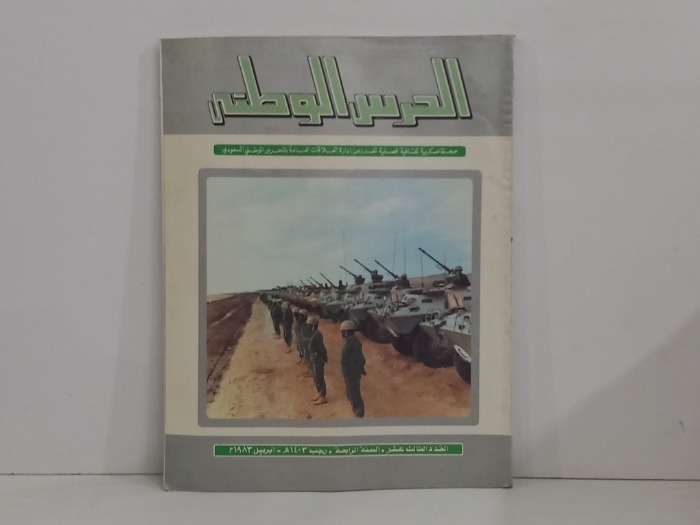 الحرس الوطني
مجلة عسكرية ثقافية فصلية تصدر عن إدارة العلاقات العامة بالحرس الوطني السعودي
العدد الثالث عشر ـ السنة الرابعة ـ رجب ١٤٠٣هـ ـ ابريل ١٩٨٣م